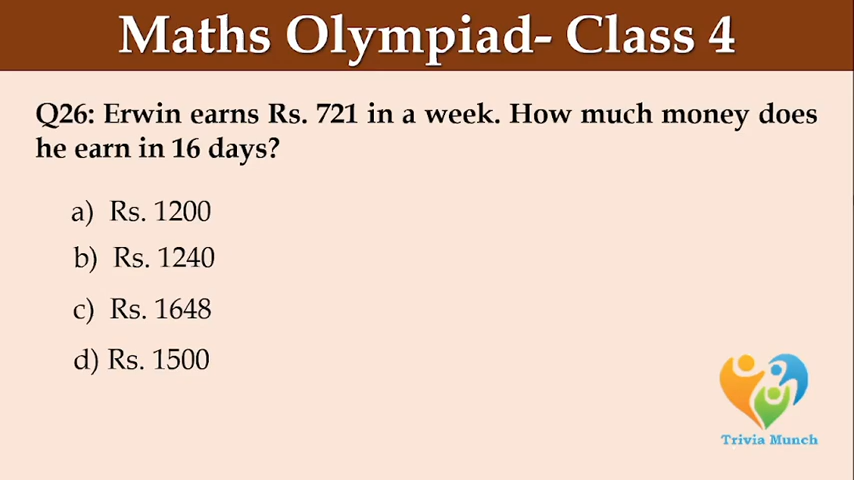 Maths Olympiad- Class 4
Q26: Erwin earns Rs. 721 in a week. How much money does
he earn in 16 days?
a) Rs. 1200
b) Rs. 1240
c) Rs. 1648
d) Rs. 1500
Trivia Munch